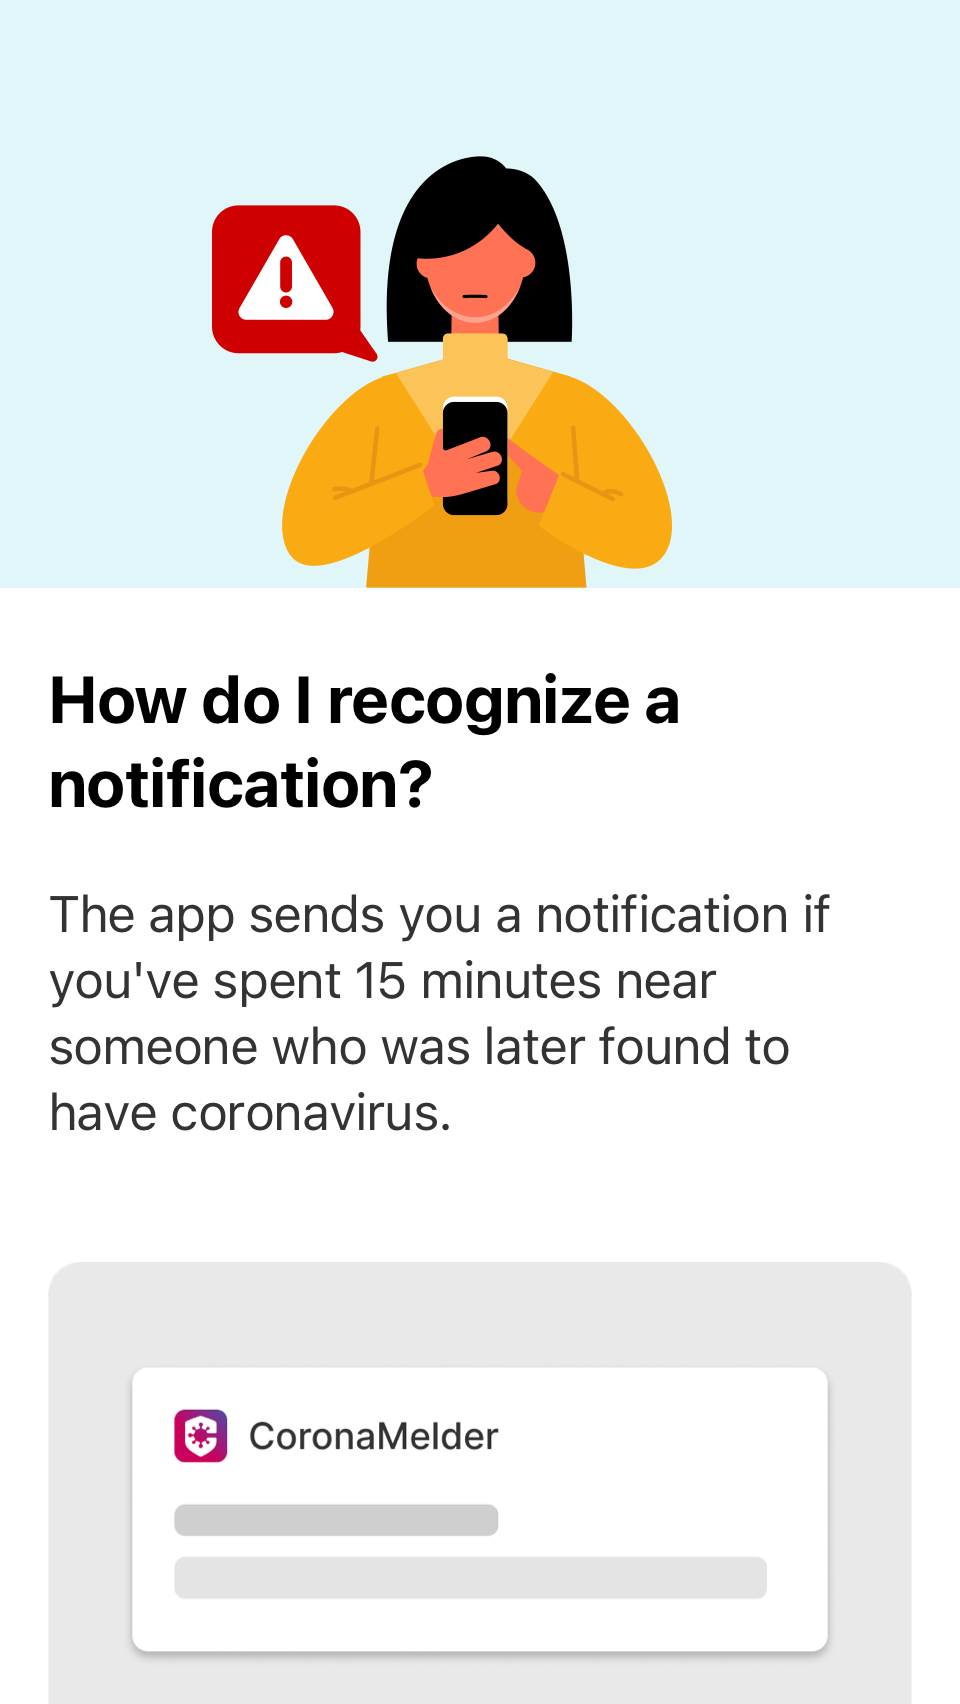 How do I recognize a
notification?
The app sends you a notification if
you've spent 15 minutes near
someone who was later found to
have coronavirus.
CoronaMelder